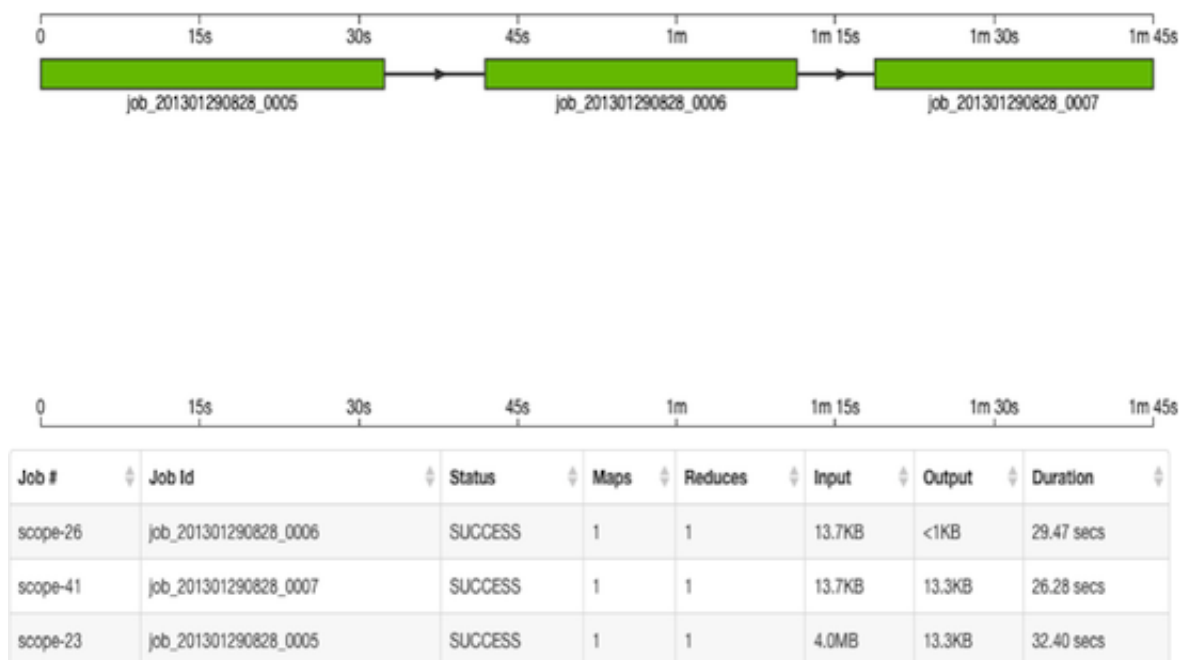 0 15s 30s 45s 1m 1m 15s 1m 30s 1m 45s
job_201301290828_0005 job_201301290828_0006 job_201301290828_0007
0 15s 30s 45s 1m 1m 15s 1m 30s 1m 45s
Job # Job Id Status Maps Reduces Input Output Duration
scope-26 job_201301290828_0006 SUCCESS 1 1 13.7KB <1KB 29.47 secs
scope-41 job_201301290828_0007 SUCCESS 1 1 13.7KB 13.3KB 26.28 secs
scope-23 job_201301290828_0005 SUCCESS 1 1 4.0MB 13.3KB 32.40 secs